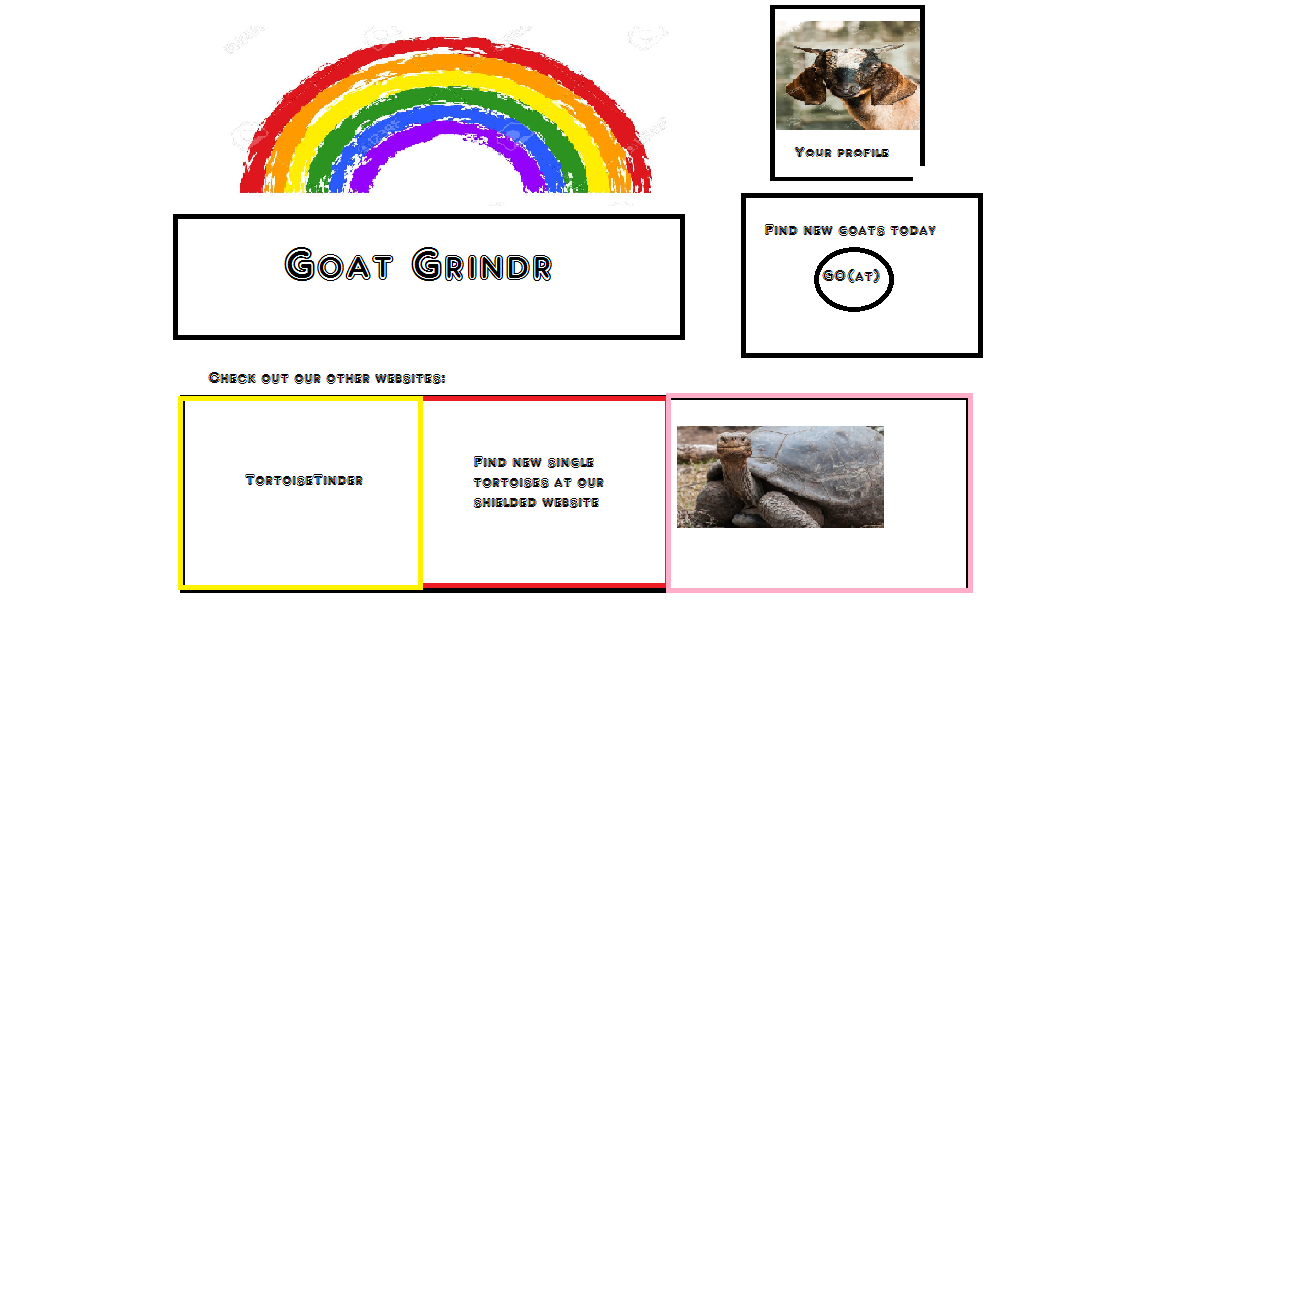 Your profile
Goat Grindr
Find new goats today
GO(at)
Check out our other websites:
TortoiseTinder
Find new single
tortoises at our
shielded website